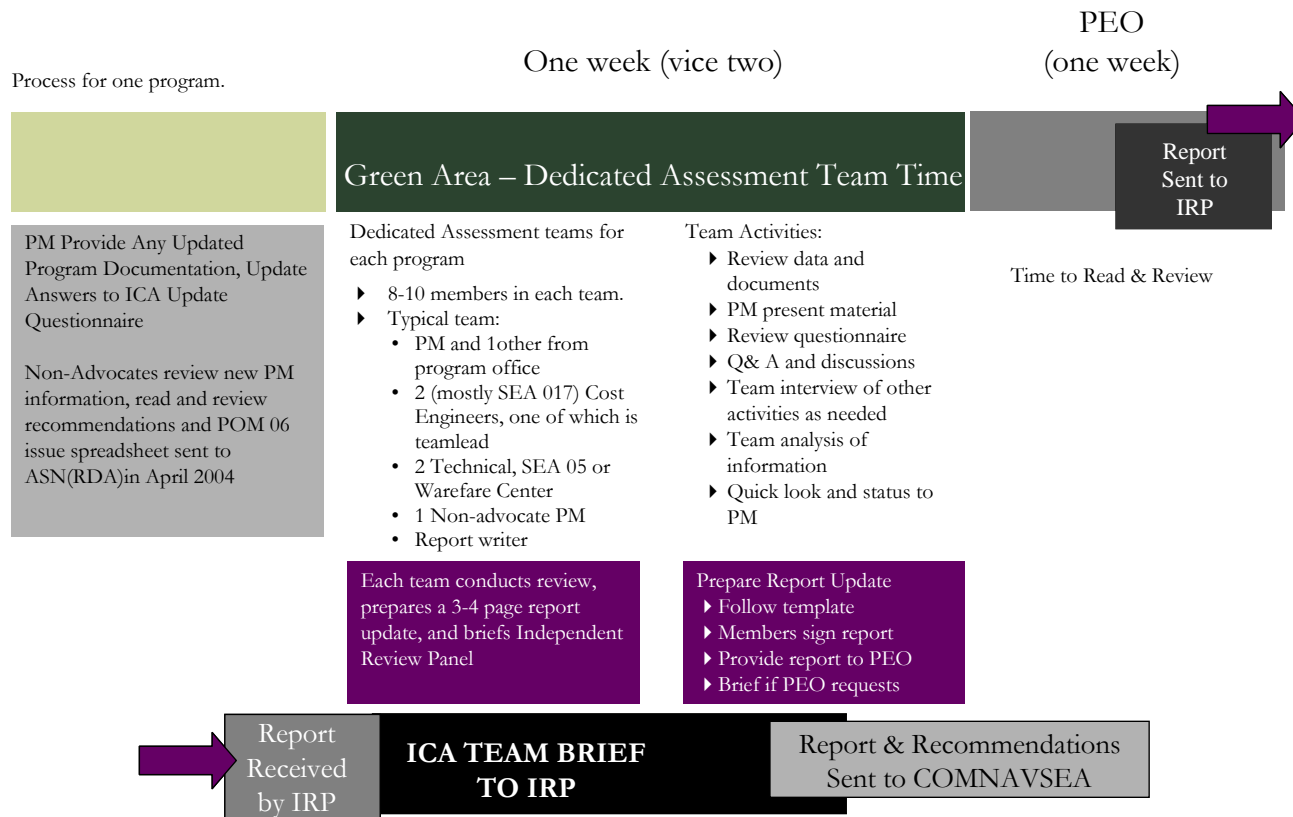 Process for one program.
One week (vice two)
PEO
(one week)
Green Area – Dedicated Assessment Team Time
Report
Sent to
IRP
PM Provide Any Updated
Program Documentation, Update
Answers to ICA Update
Questionnaire
Non-Advocates review new PM
information, read and review
recommendations and POM 06
issue spreadsheet sent to
ASN(RDA)in April 2004
Dedicated Assessment teams for
each program
8-10 members in each team.
Typical team:
• PM and 1other from
program office
• 2 (mostly SEA 017) Cost
Engineers, one of which is
teamlead
• 2 Technical, SEA 05 or
Warefare Center
• 1 Non-advocate PM
• Report writer
Team Activities:
Review data and
documents
PM present material
Review questionnaire
Q& A and discussions
Team interview of other
activities as needed
Team analysis of
information
Quick look and status to
PM
Time to Read & Review
Each team conducts review,
prepares a 3-4 page report
update, and briefs Independent
Review Panel
Prepare Report Update
Follow template
Members sign report
Provide report to PEO
Brief if PEO requests
Report
Received
by IRP
ICA TEAM BRIEF
TO IRP
Report & Recommendations
Sent to COMNAVSEA